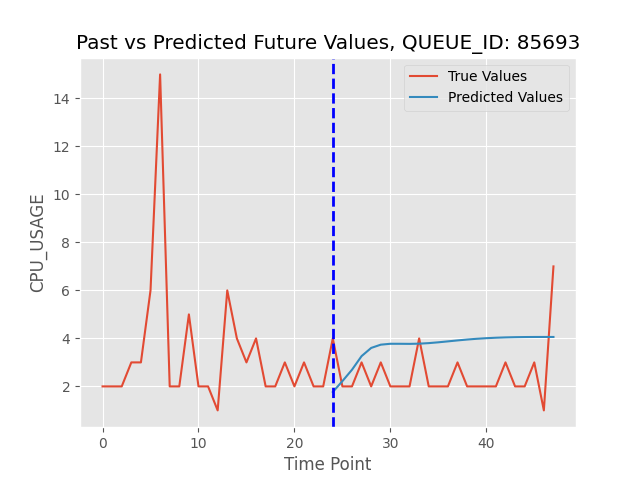 Past vs Predicted Future Values, QUEUE_ID: 85693
True Values
Predicted Values
CPU_USAGE
14
12
10
8
6
4
2
0
10
20
30
40
Time Point